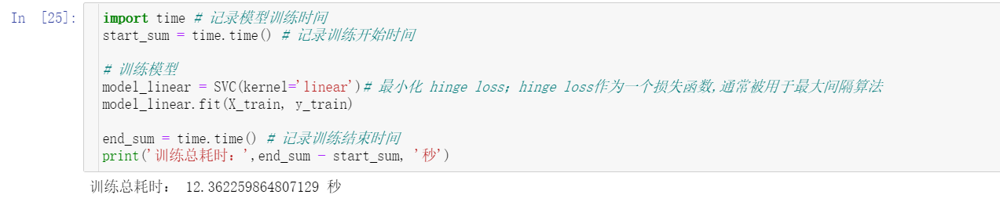 In [25]:
import time # 记录模型训练时间
start_sum = time.time() # 记录训练开始时间
# 训练模型
model_linear = SVC(kernel='linear')# 最小化 hinge loss；hinge loss作为一个损失函数,通常被用于最大间隔算法
model_linear.fit(X_train, y_train)
end_sum = time.time() # 记录训练结束时间
print('训练总耗时：',end_sum - start_sum, '秒')
训练总耗时： 12.362259864807129 秒